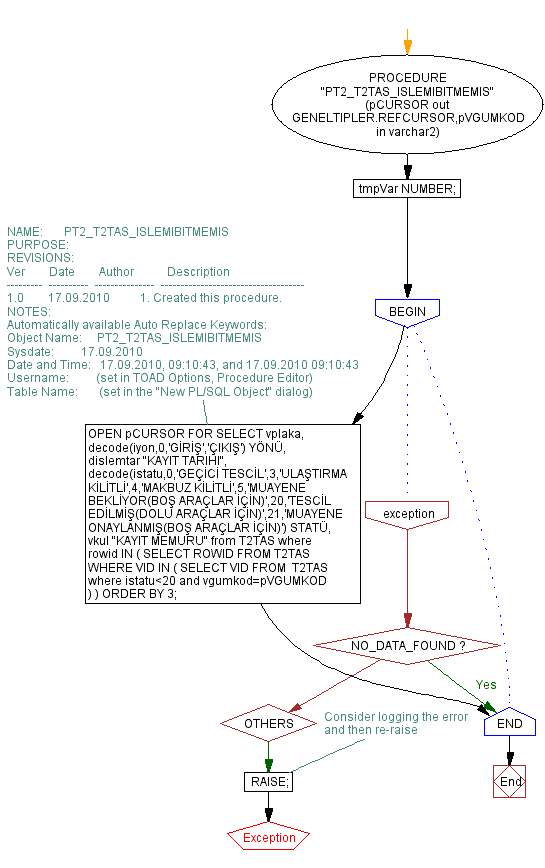 PROCEDURE
"PT2_T2TAS_ISLEMIBITMEMIS"
(pCURSOR out
GENELTIPLER.REFCURSOR,pVGUMKOD
in varchar2)
tmpVar NUMBER;
NAME: PT2_T2TAS_ISLEMIBITMEMIS
PURPOSE:
REVISIONS:
Ver Date Author Description
--------- ---------- --------------- ------------------------------------
1.0 17.09.2010 1. Created this procedure.
NOTES:
Automatically available Auto Replace Keywords:
Object Name: PT2_T2TAS_ISLEMIBITMEMIS
Sysdate: 17.09.2010
Date and Time: 17.09.2010, 09:10:43, and 17.09.2010 09:10:43
Username: (set in TOAD Options, Procedure Editor)
Table Name: (set in the "New PL/SQL Object" dialog)
BEGIN
OPEN pCURSOR FOR SELECT vplaka,
decode(iyon,0,'GİRİŞ','ÇIKIŞ') YÖNÜ,
dislemtar "KAYIT TARIHI",
decode(istatu,0,'GEÇİCİ TESCİL',3,'ULAŞTIRMA
KİLİTLİ',4,'MAKBUZ KİLİTLİ',5,'MUAYENE
BEKLİYOR(BOŞ ARAÇLAR İÇİN)',20,'TESCİL
EDİLMİŞ(DOLU ARAÇLAR İÇİN)',21,'MUAYENE
ONAYLANMIŞ(BOŞ ARAÇLAR İÇİN)') STATÜ,
vkul "KAYIT MEMURU" from T2TAS where
rowid IN ( SELECT ROWID FROM T2TAS
WHERE VID IN ( SELECT VID FROM T2TAS
where istatu<20 and vgumkod=pVGUMKOD
) ) ORDER BY 3;
exception
NO_DATA_FOUND ?
Yes
OTHERS
Consider logging the error
and then re-raise
END
RAISE;
End
Exception